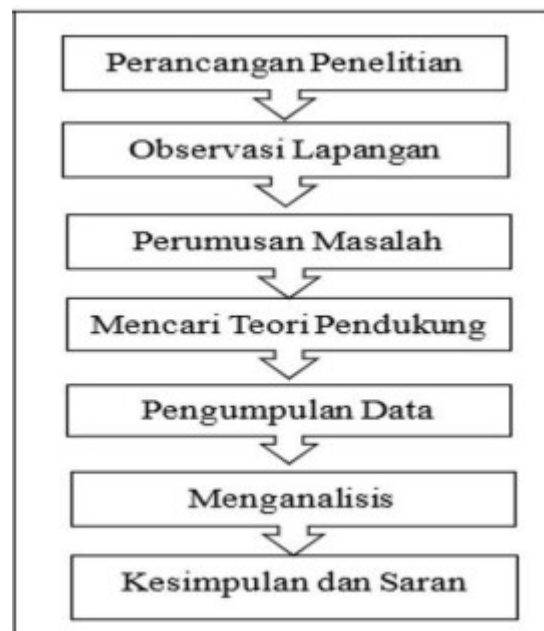 Perancangan Penelitian
Observasi Lapangan
Perumusan Masalah
Mencari Teori Pendukung
Pengumpulan Data
Menganalisis
Kesimpulan dan Saran